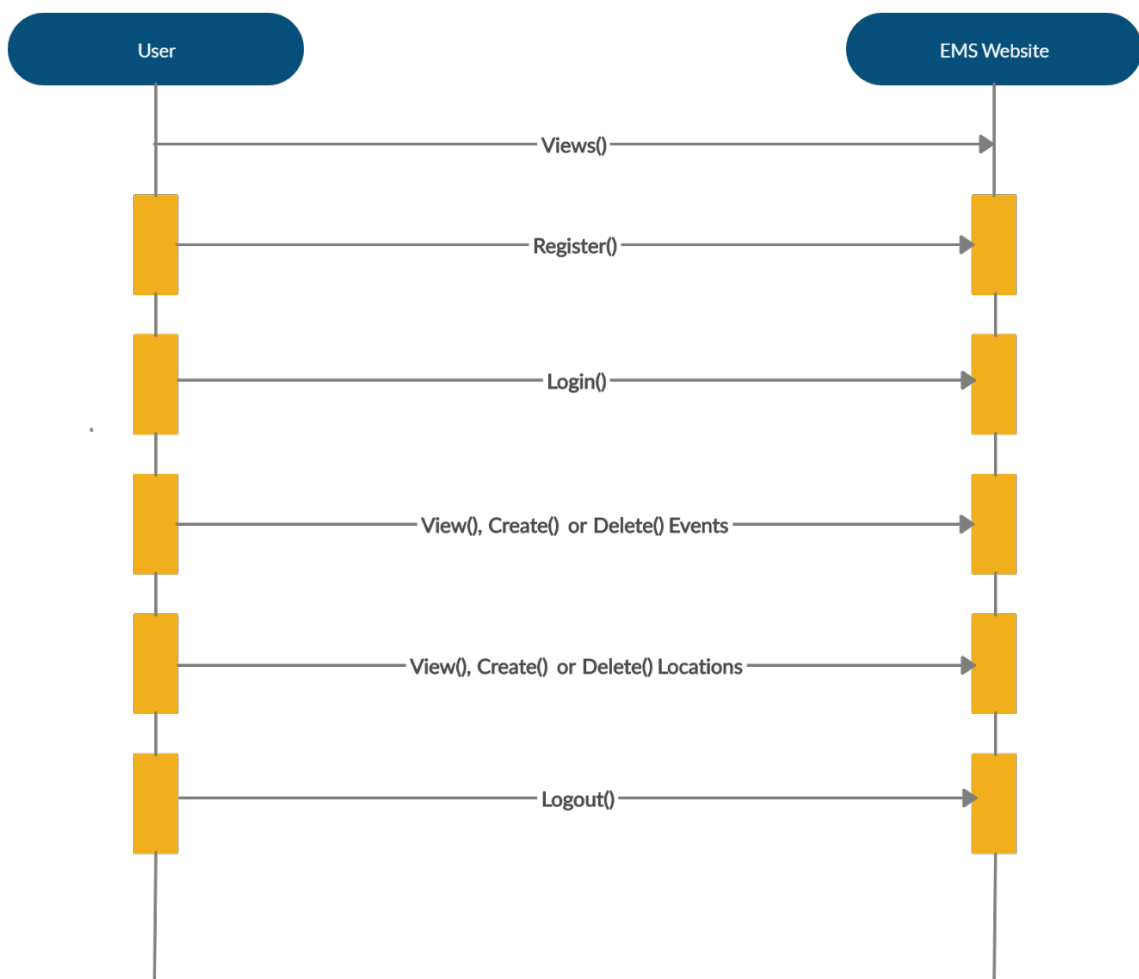 User
EMS Website
Views()
Register()
Login()
View(), Create() or Delete() Events
View(), Create() or Delete() Locations
Logout()